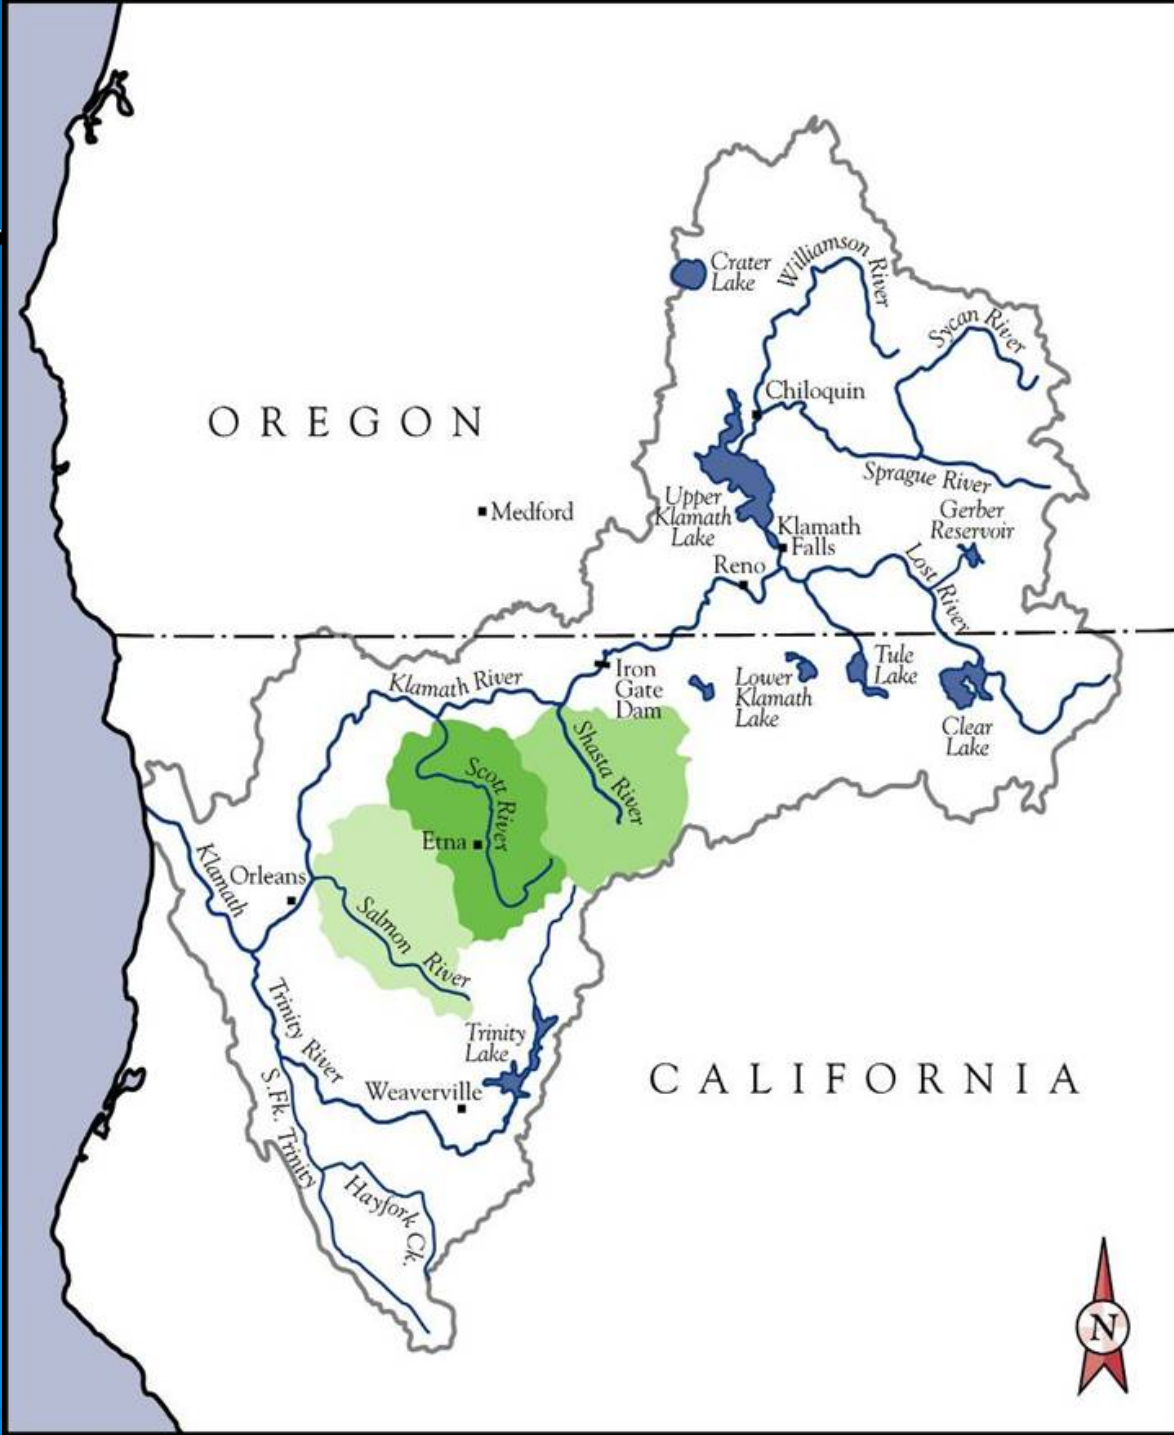 Crater
Lake
Williamson River
Sycan River
Chiloquin
OREGON
Sprague River
Medford
Upper
Klamath
Lake
Gerber
Reservoir
Klamath
Falls
Reno
Lost River
Iron
Gate
Dam
Lower
Klamath
Lake
Tule
Lake
Clear
Lake
Klamath River
Shasta River
Scott River
Etna
Klamath
Orleans
Salmon River
Trinity River
Trinity
Lake
CALIFORNIA
S.Fk. Trinity
Weaverville
Hayfork Ck.
N